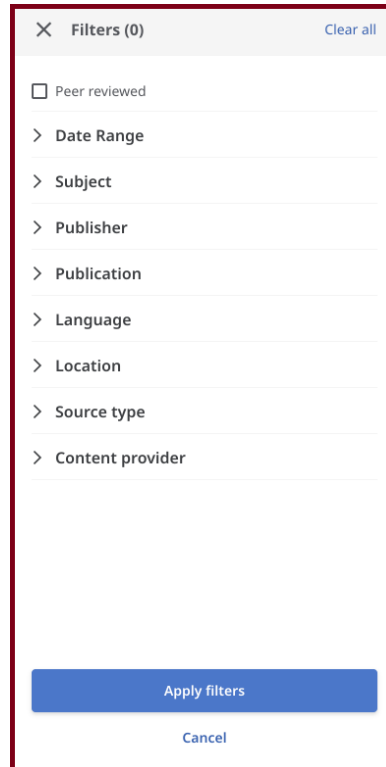 Filters (0) Clear all
Peer reviewed
Date Range
Subject
Publisher
Publication
Language
Location
Source type
Content provider
Apply filters
Cancel